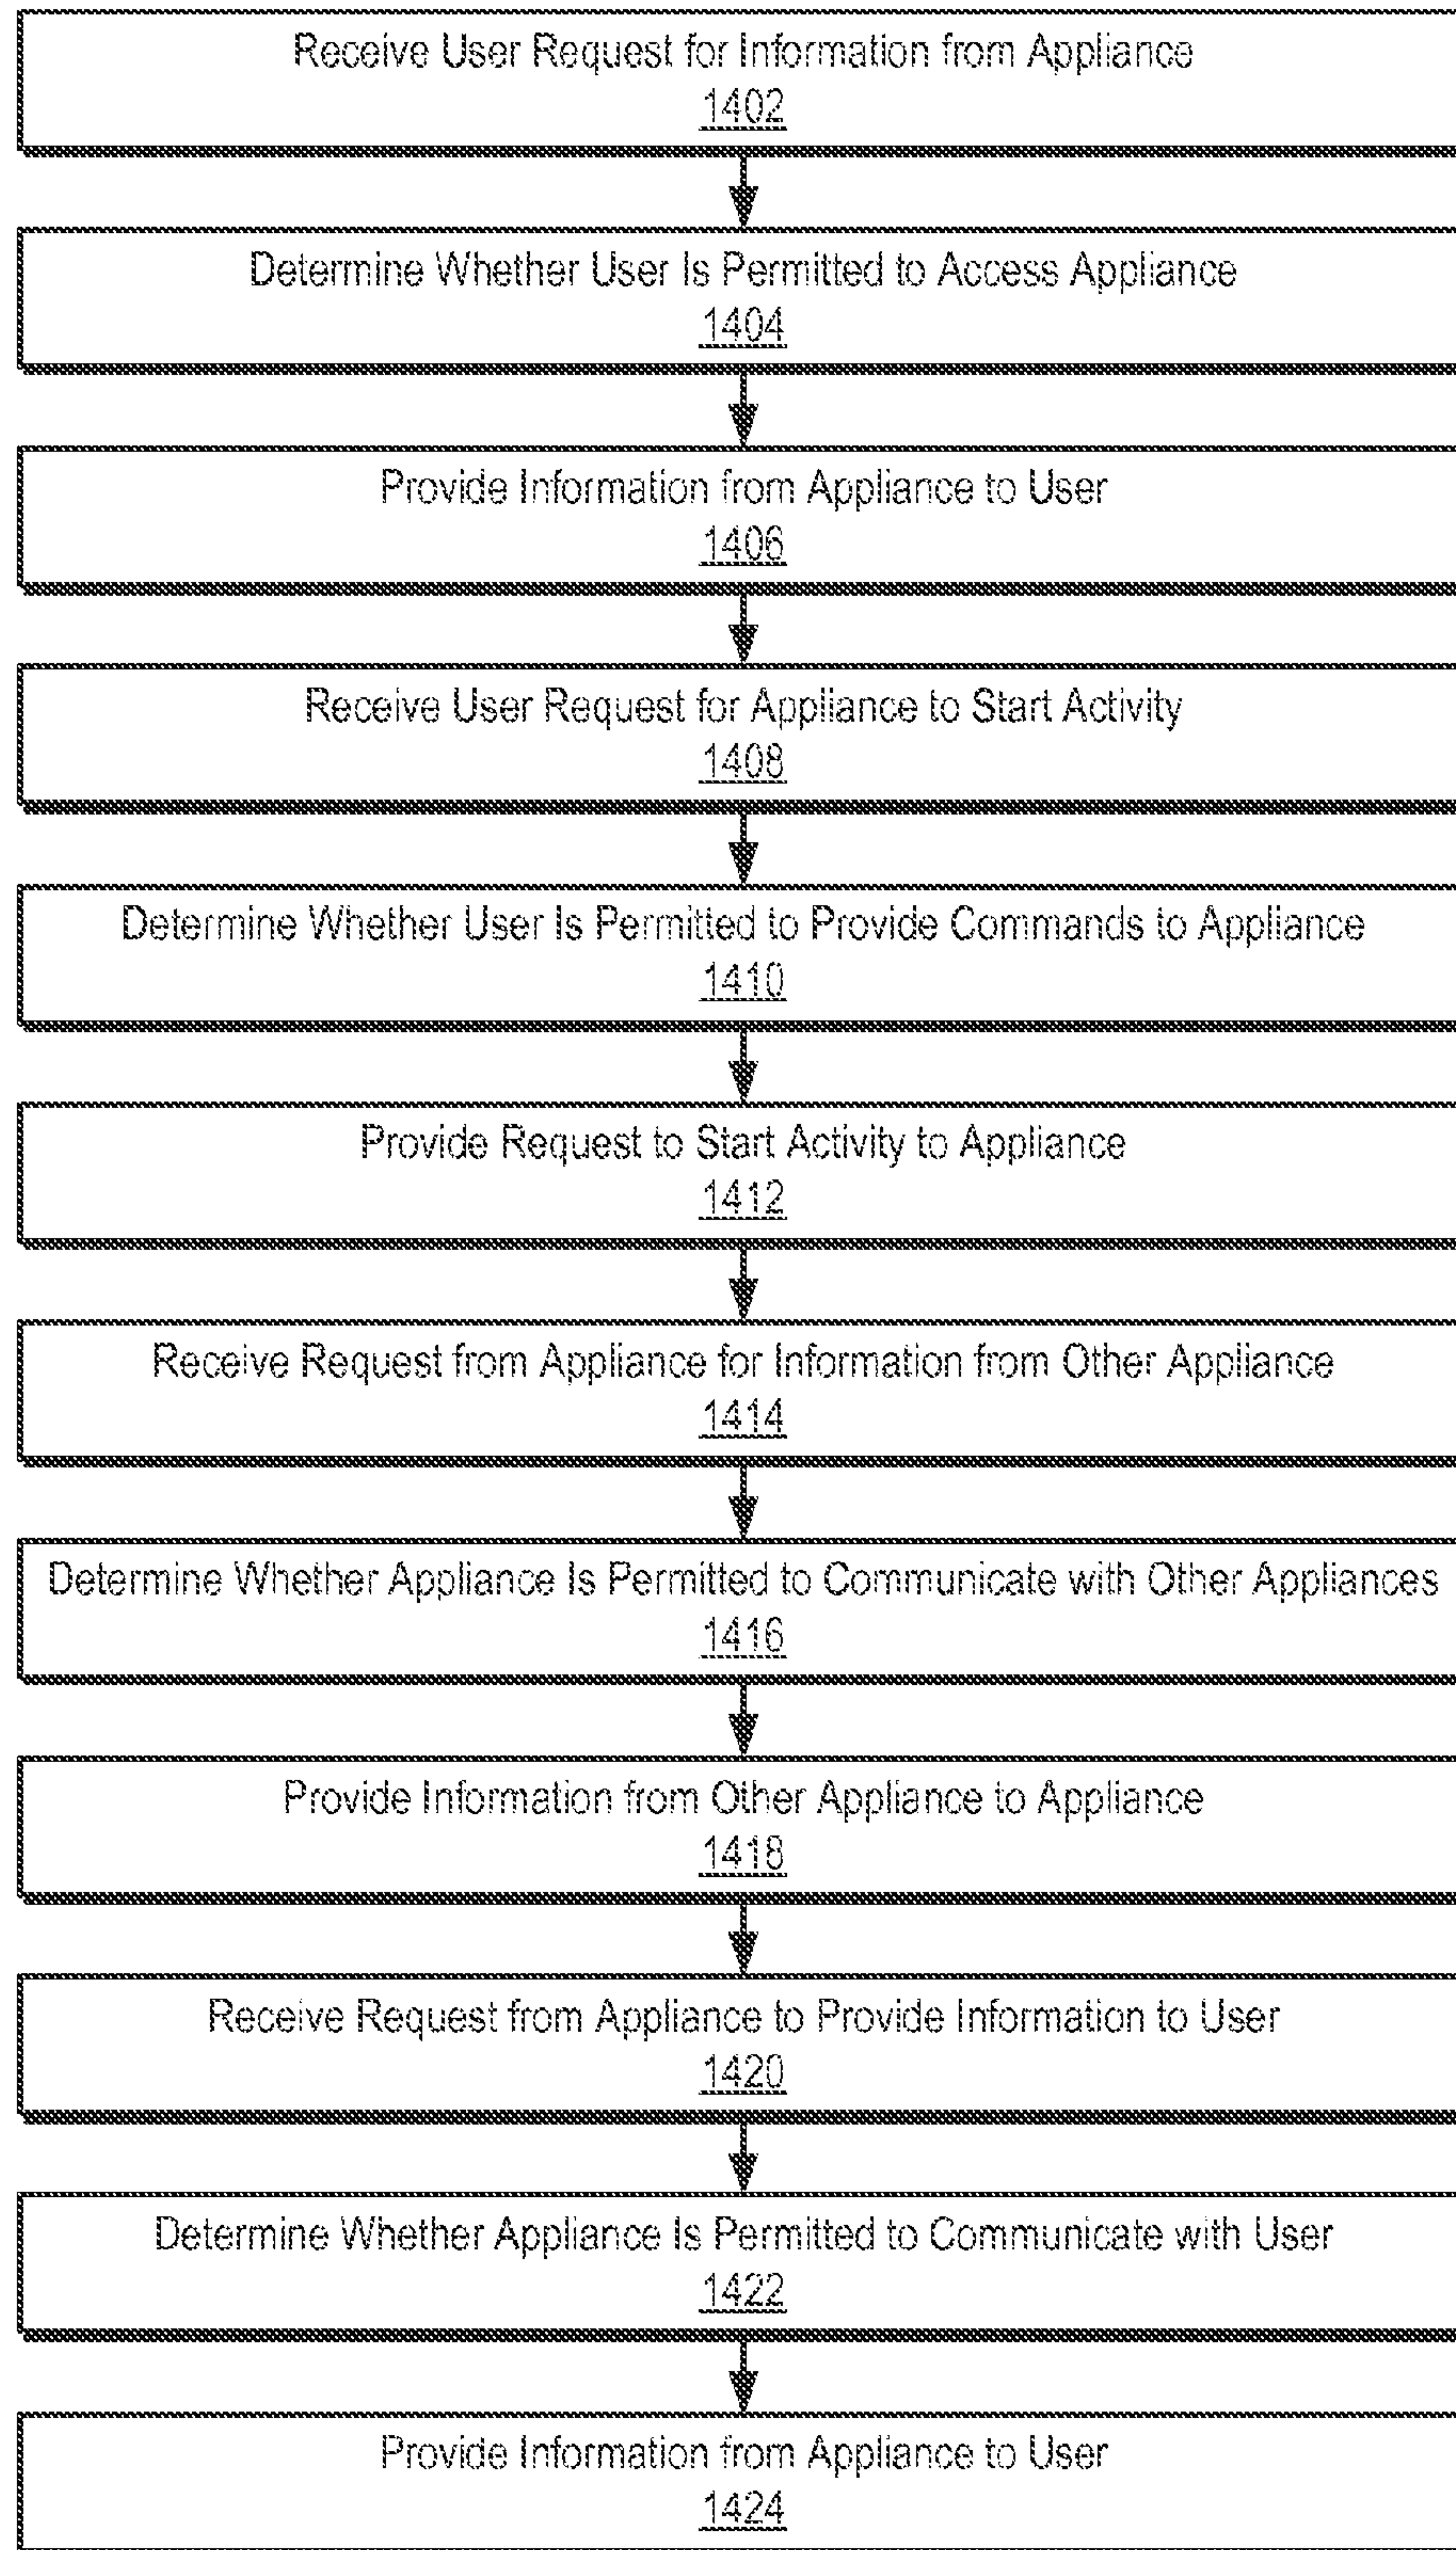 Receive User Request for Information from Appliance
1402
Determine Whether User Is Permitted to Access Appliance
1404
Provide Information from Appliance to User
1406
Receive User Request for Appliance to Start Activity
1408
Determine Whether User Is Permitted to Provide Commands to Appliance
1410
Provide Request to Start Activity to Appliance
1412
Receive Request from Appliance for Information from Other Appliance
1414
Determine Whether Appliance Is Permitted to Communicate with Other Appliances
1416
Provide Information from Other Appliance to Appliance
1418
Receive Request from Appliance to Provide Information to User
1420
Determine Whether Appliance Is Permitted to Communicate with User
1422
Provide Information from Appliance to User
1424